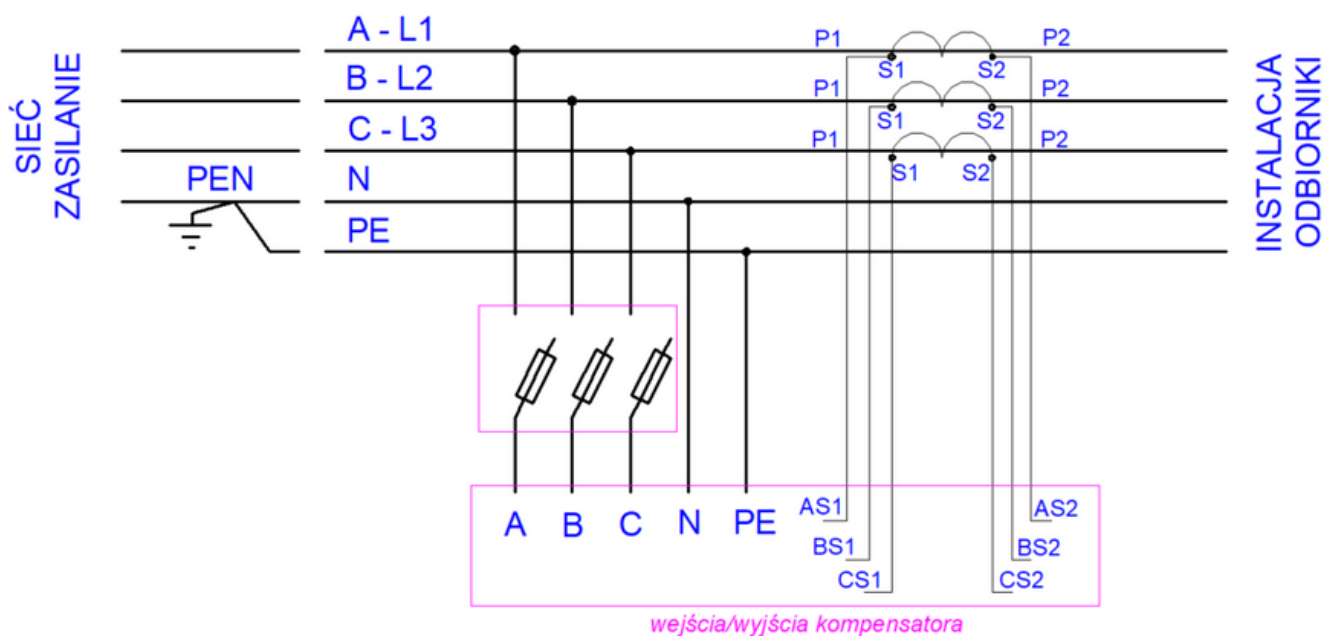 SIEĆ
ZASILANIE
A - L1
B - L2
C - L3
PEN
N
PE
P1
S1
S2
P2
P1
S1
S2
P2
P1
S1
S2
P2
INSTALACJA
ODBIORNIKI
A
B
C
N
PE
AS1
AS2
BS1
BS2
CS1
CS2
wejścia/wyjścia kompensatora